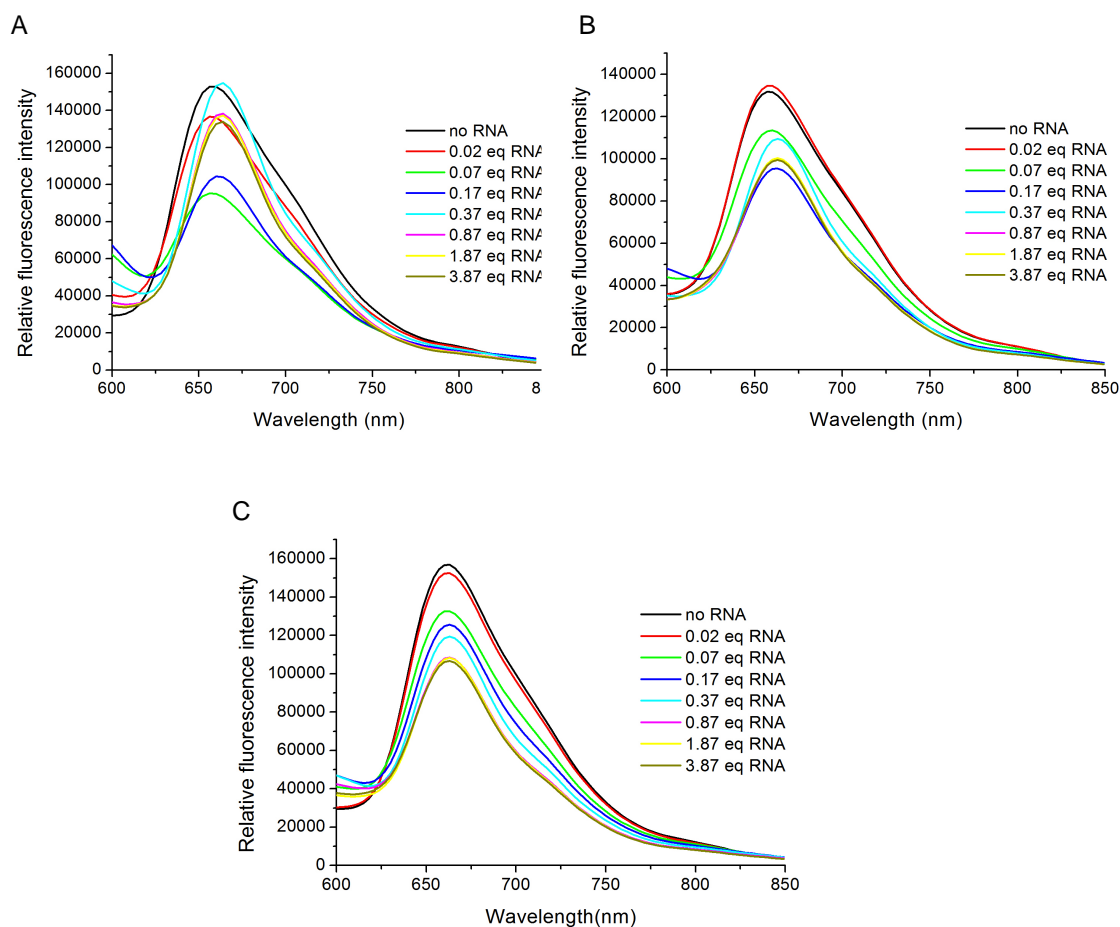 A
Relative fluorescence intensity
160000
140000
120000
100000
80000
60000
40000
20000
0
600
650
700
750
800
8
Wavelength (nm)
no RNA
0.02 eq RNA
0.07 eq RNA
0.17 eq RNA
0.37 eq RNA
0.87 eq RNA
1.87 eq RNA
3.87 eq RNA
B
Relative fluorescence intensity
140000
120000
100000
80000
60000
40000
20000
0
600
650
700
750
800
850
Wavelength (nm)
no RNA
0.02 eq RNA
0.07 eq RNA
0.17 eq RNA
0.37 eq RNA
0.87 eq RNA
1.87 eq RNA
3.87 eq RNA
C
Relative fluorescence intensity
160000
140000
120000
100000
80000
60000
40000
20000
0
600
650
700
750
800
850
Wavelength(nm)
no RNA
0.02 eq RNA
0.07 eq RNA
0.17 eq RNA
0.37 eq RNA
0.87 eq RNA
1.87 eq RNA
3.87 eq RNA